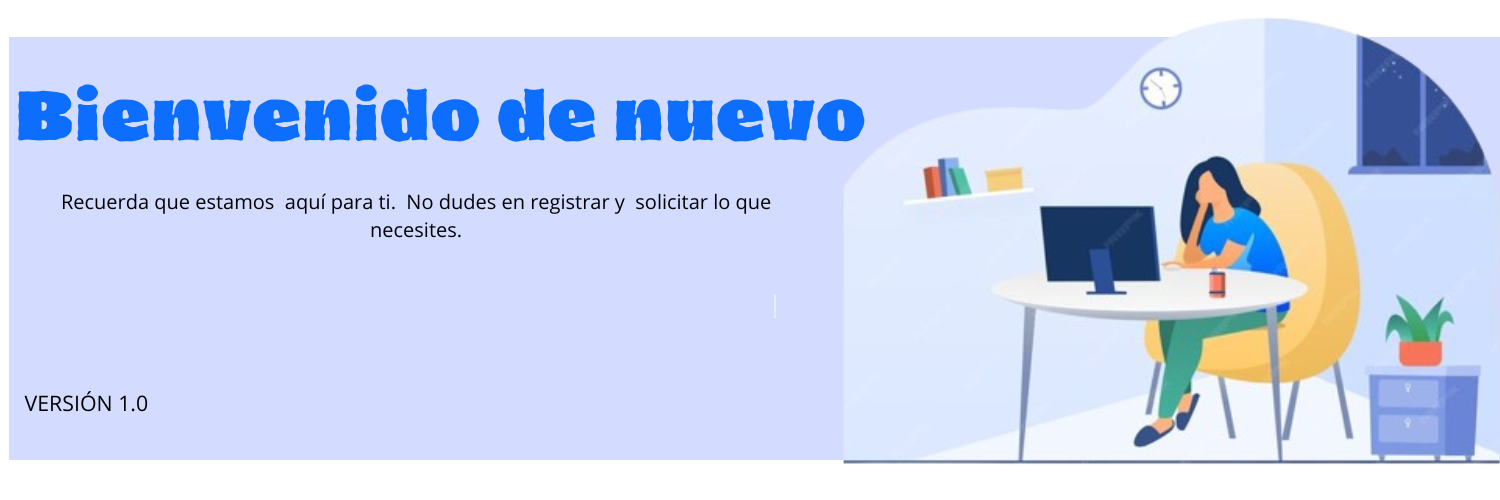 Bienvenido de nuevo
Recuerda que estamos  aquí para ti.  No dudes en registrar y  solicitar lo que
necesites.
VERSIÓN 1.0